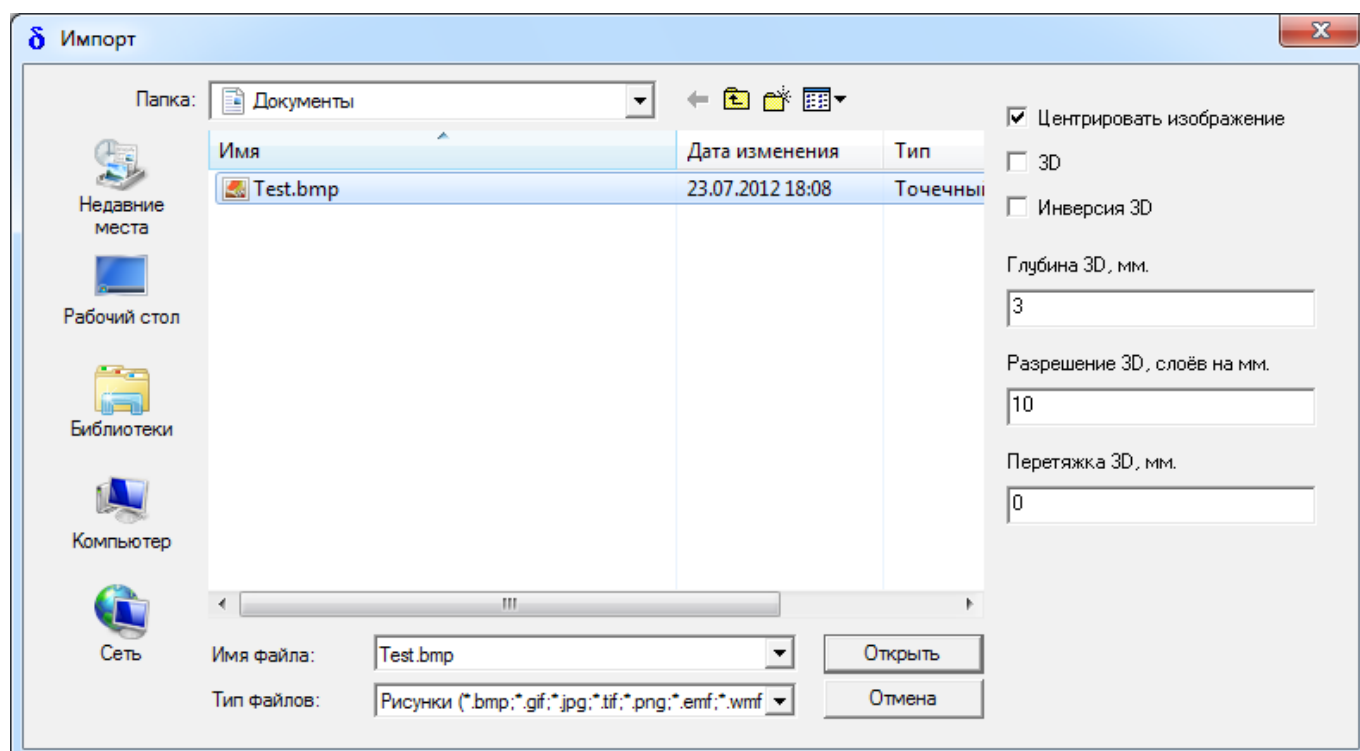 δ Импорт
Папка: Документы
Имя Дата изменения Тип
Test.bmp 23.07.2012 18:08 Точечный
Недавние
места
Рабочий стол
Библиотеки
Компьютер
Сеть
Имя файла: Test.bmp Открыть
Тип файлов: Рисунки (*.bmp;*.gif;*.jpg;*.tif;*.png;*.emf;*.wmf Отмена
Центрировать изображение
3D
Инверсия 3D
Глубина 3D, мм.
3
Разрешение 3D, слоёв на мм.
10
Перетяжка 3D, мм.
0